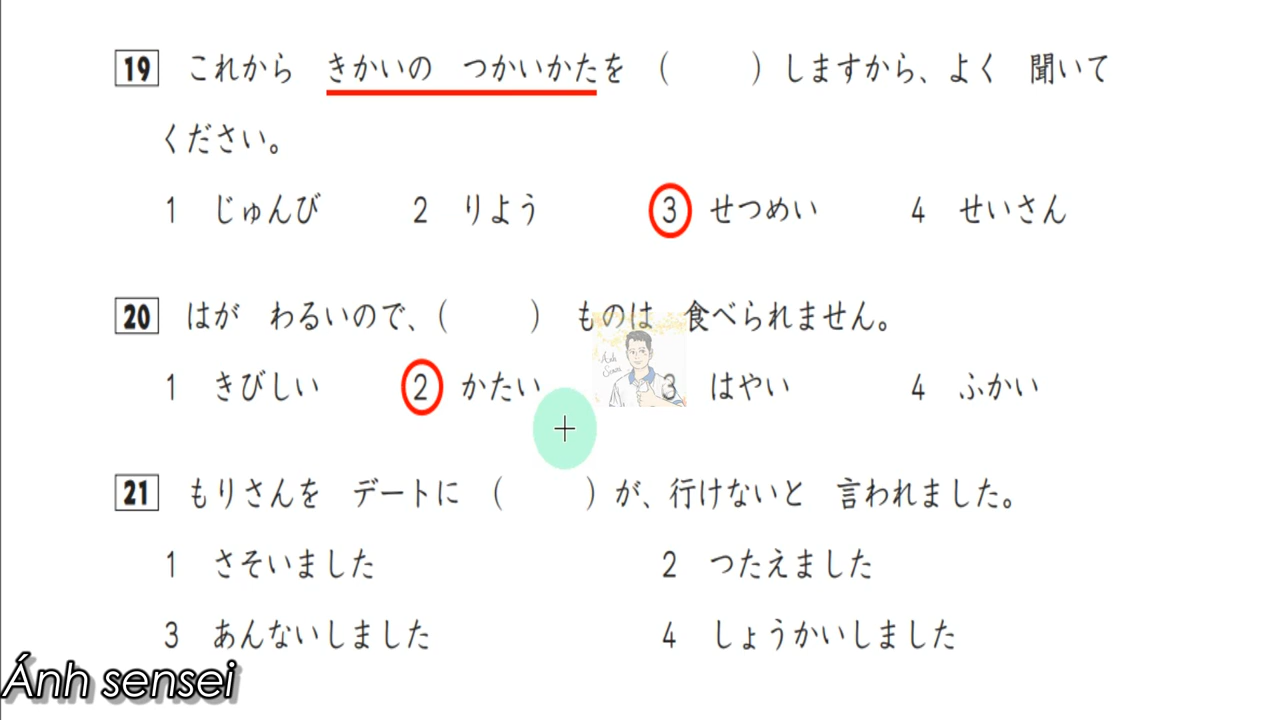 19 これから きかいの つかいかたを ( ) しますから、よく 聞いて
ください。
1 じゅんび 2 りよう 3 せつめい 4 せいさん
20 はが わるいので、( ) ものは 食べられません。
Ánh Sensei
1 きびしい 2 かたい 3 はやい 4 ふかい
21 もりさんを デートに ( ) が、行けないと 言われました。
1 さそいました 2 つたえました
3 あんないしました 4 しょうかいしました
Ánh sensei